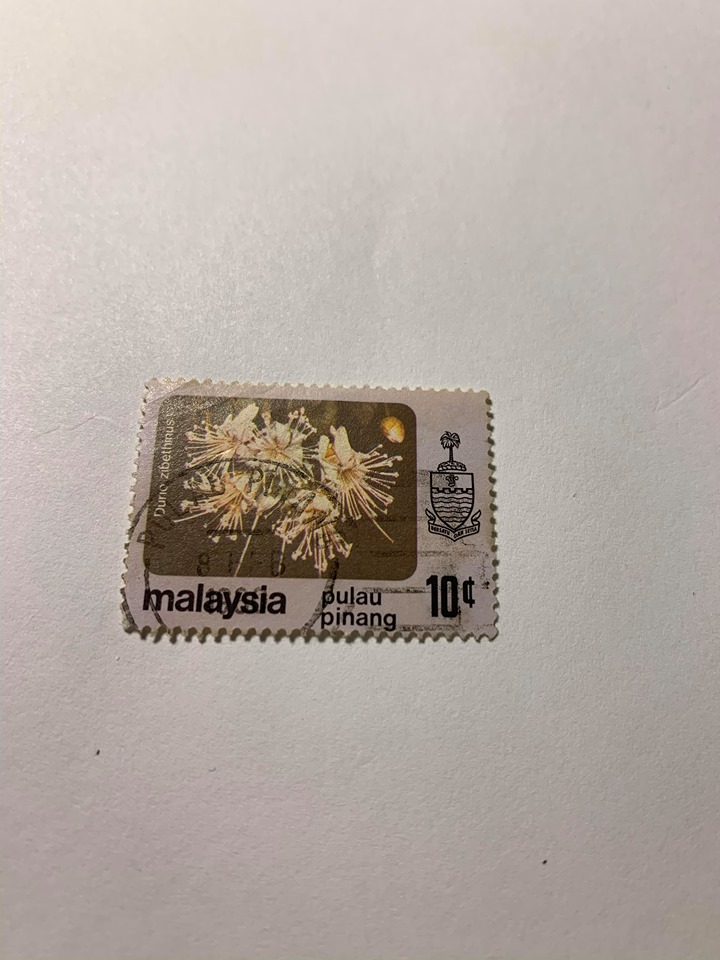 Durio zibethinus
malaysia
pulau
pinang
10¢